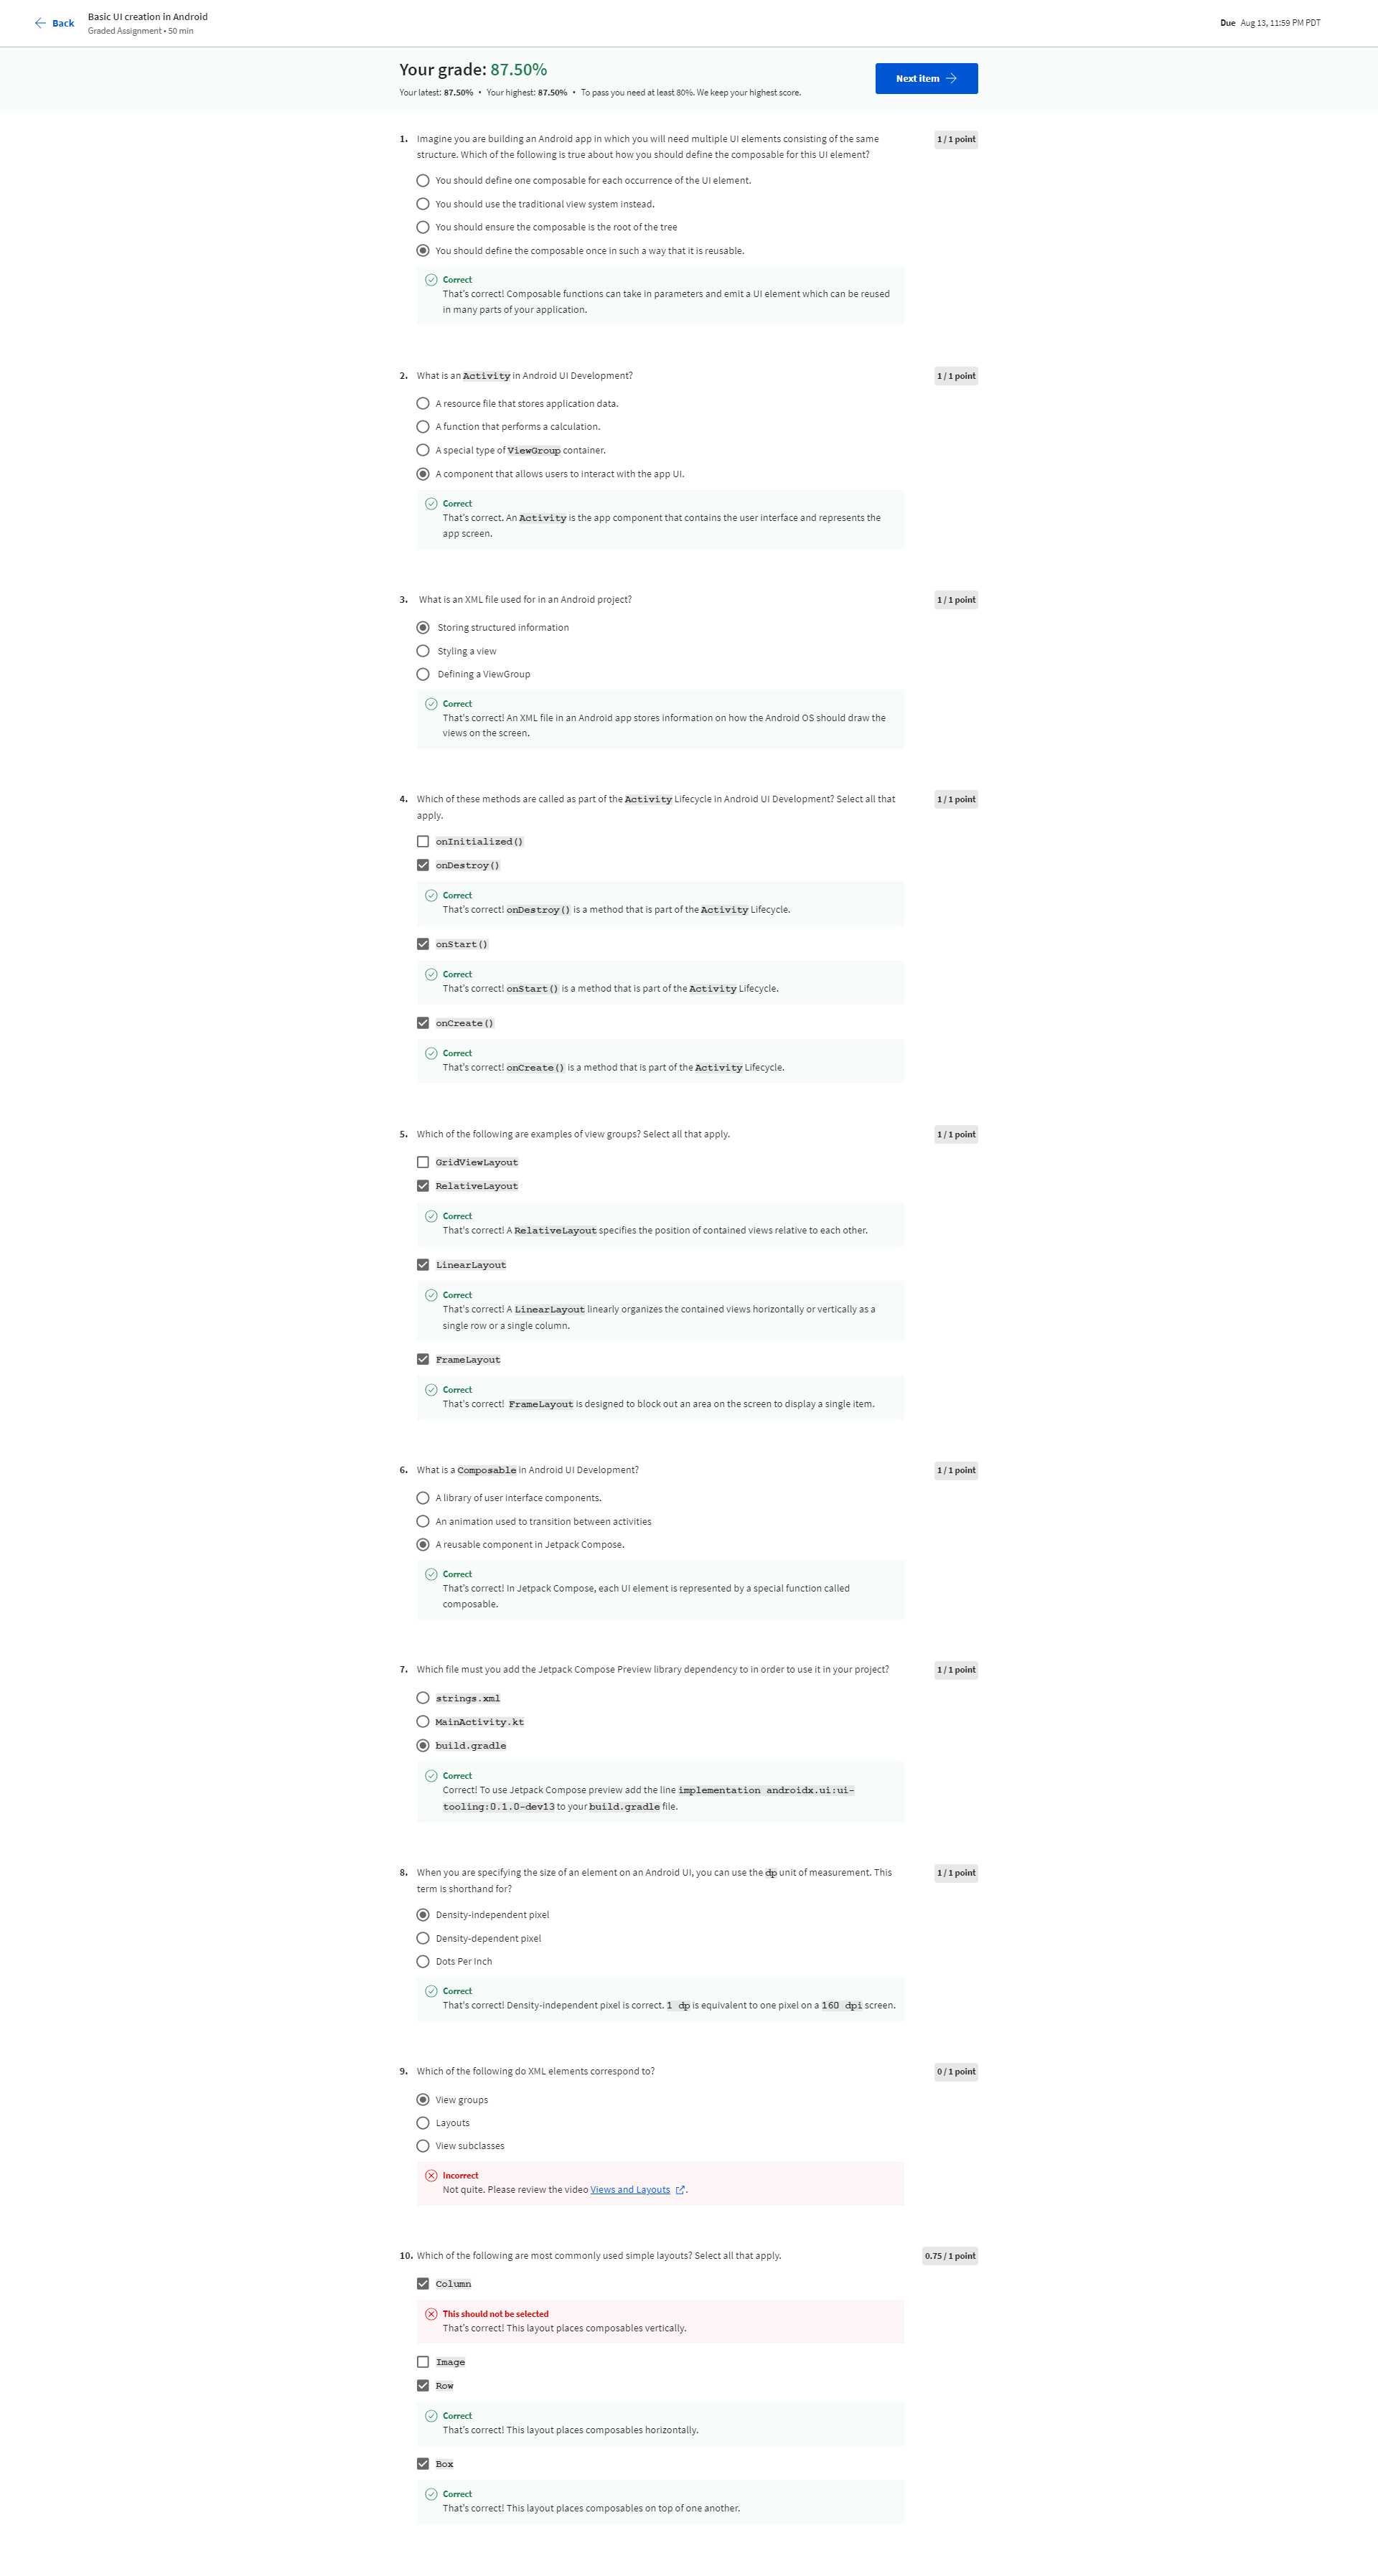 Back
Basic UI creation in Android
Graded Assignment • 50 min
Due Aug 13, 11:59 PM PDT
Your grade: 87.50%
Your latest: 87.50% • Your highest: 87.50% • To pass you need at least 80%. We keep your highest score.
Next item
1. Imagine you are building an Android app in which you will need multiple UI elements consisting of the same
structure. Which of the following is true about how you should define the composable for this UI element?
1 / 1 point
You should define one composable for each occurrence of the UI element.
You should use the traditional view system instead.
You should ensure the composable is the root of the tree
You should define the composable once in such a way that it is reusable.
Correct
That's correct! Composable functions can take in parameters and emit a UI element which can be reused
in many parts of your application.
2. What is an Activity in Android UI Development?
1 / 1 point
A resource file that stores application data.
A function that performs a calculation.
A special type of ViewGroup container.
A component that allows users to interact with the app UI.
Correct
That's correct. An Activity is the app component that contains the user interface and represents the
app screen.
3. What is an XML file used for in an Android project?
1 / 1 point
Storing structured information
Styling a view
Defining a ViewGroup
Correct
That's correct! An XML file in an Android app stores information on how the Android OS should draw the
views on the screen.
4. Which of these methods are called as part of the Activity Lifecycle in Android UI Development? Select all that
apply.
1 / 1 point
onInitialized()
onDestroy()
Correct
That's correct! onDestroy() is a method that is part of the Activity Lifecycle.
onStart()
Correct
That's correct! onStart() is a method that is part of the Activity Lifecycle.
onCreate()
Correct
That's correct! onCreate() is a method that is part of the Activity Lifecycle.
5. Which of the following are examples of view groups? Select all that apply.
1 / 1 point
GridViewLayout
RelativeLayout
Correct
That's correct! A RelativeLayout specifies the position of contained views relative to each other.
LinearLayout
Correct
That's correct! A LinearLayout linearly organizes the contained views horizontally or vertically as a
single row or a single column.
FrameLayout
Correct
That's correct! FrameLayout is designed to block out an area on the screen to display a single item.
6. What is a Composable in Android UI Development?
1 / 1 point
A library of user interface components.
An animation used to transition between activities
A reusable component in Jetpack Compose.
Correct
That's correct! In Jetpack Compose, each UI element is represented by a special function called
composable.
7. Which file must you add the Jetpack Compose Preview library dependency to in order to use it in your project?
1 / 1 point
strings.xml
MainActivity.kt
build.gradle
Correct
Correct! To use Jetpack Compose preview add the line implementation androidx.ui:ui-
tooling:0.1.0-dev13 to your build.gradle file.
8. When you are specifying the size of an element on an Android UI, you can use the dp unit of measurement. This
term is shorthand for?
1 / 1 point
Density-independent pixel
Density-dependent pixel
Dots Per Inch
Correct
That's correct! Density-independent pixel is correct. 1 dp is equivalent to one pixel on a 160 dpi screen.
9. Which of the following do XML elements correspond to?
0 / 1 point
View groups
Layouts
View subclasses
Incorrect
Not quite. Please review the video Views and Layouts.
10. Which of the following are most commonly used simple layouts? Select all that apply.
0.75 / 1 point
Column
This should not be selected
That's correct! This layout places composables vertically.
Image
Row
Correct
That's correct! This layout places composables horizontally.
Box
Correct
That's correct! This layout places composables on top of one another.